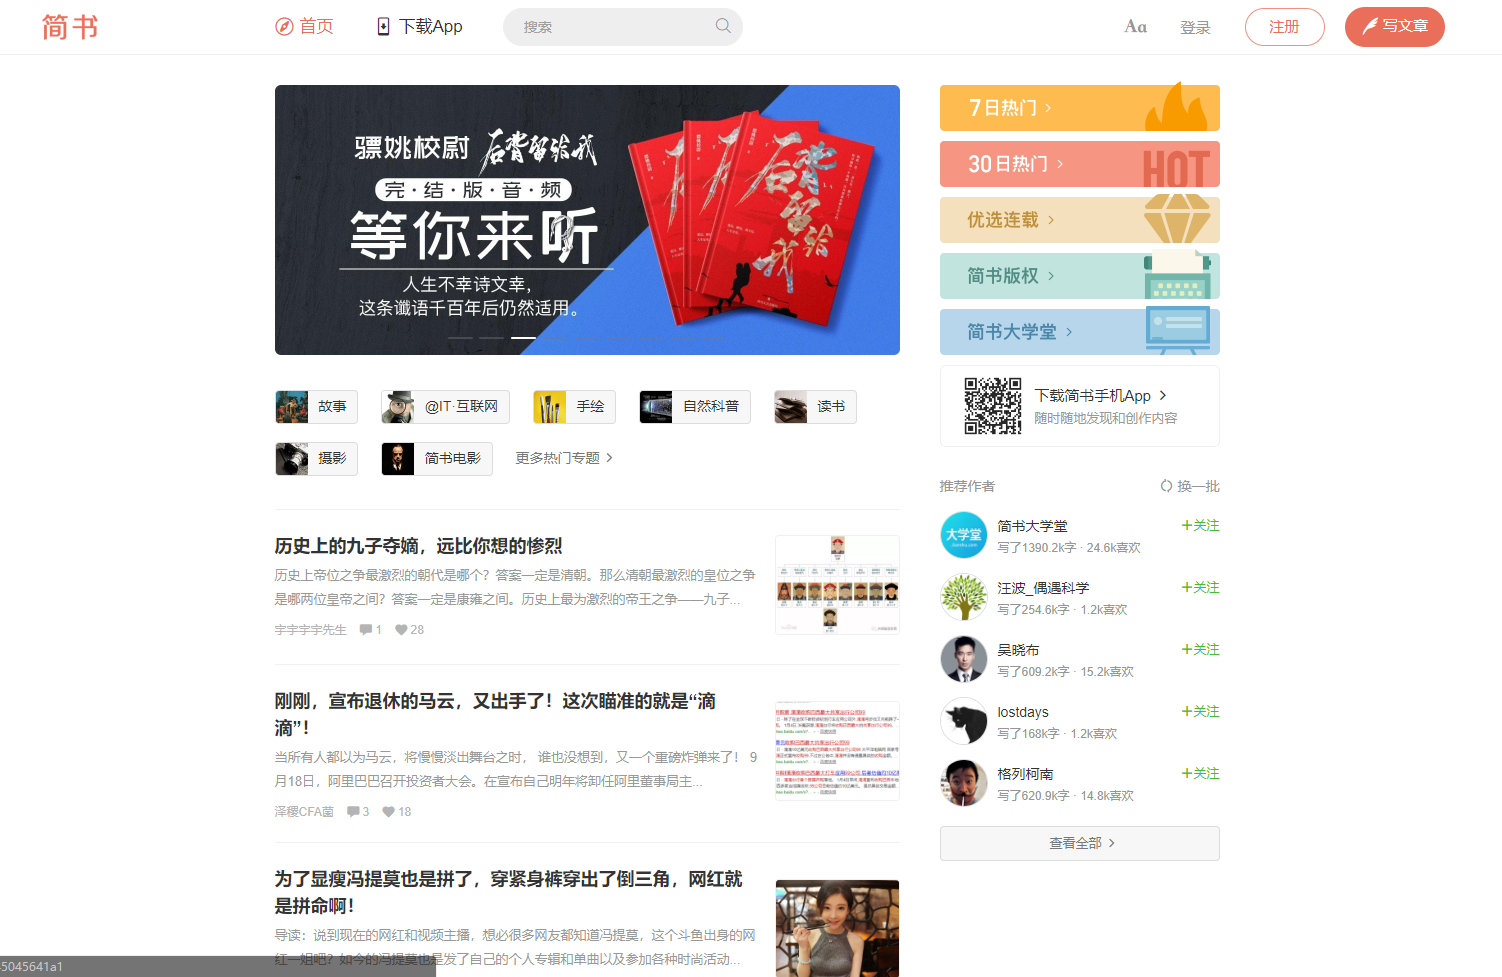 简书
首页
下载App
搜索
Aa
登录
注册
写文章
骠姚校尉 后背留给我
完·结·版·音·频
等你来听
人生不幸诗文幸，
这条谶语千百年后仍然适用。
后背留给我
7日热门
30日热门
HOT
优选连载
简书版权
简书大学堂
下载简书手机App
随时随地发现和创作内容
故事
@IT·互联网
手绘
自然科普
读书
摄影
简书电影
更多热门专题
历史上的九子夺嫡，远比你想的惨烈
历史上帝位之争最激烈的朝代是哪个？答案一定是清朝。那么清朝最激烈的皇位之争
是哪两位皇帝之间？答案一定是康雍之间。历史上最为激烈的帝王之争——九子...
宇宇宇宇先生 1 28
刚刚，宣布退休的马云，又出手了！这次瞄准的就是“滴
滴”！
当所有人都以为马云，将慢慢淡出舞台之时， 谁也没想到，又一个重磅炸弹来了！ 9
月18日，阿里巴巴召开投资者大会。在宣布自己明年将卸任阿里董事局主...
泽稷CFA菌 3 18
为了显瘦冯提莫也是拼了，穿紧身裤穿出了倒三角，网红就
是拼命啊！
导读：说到现在的网红和视频主播，想必很多网友都知道冯提莫，这个斗鱼出身的网
红一姐吧？如今的冯提莫也是发了自己的个人专辑和单曲以及参加各种时尚活动...
推荐作者
换一批
大学堂
简书大学堂
+关注
写了1390.2k字 · 24.6k喜欢
汪波_偶遇科学
+关注
写了254.6k字 · 1.2k喜欢
吴晓布
+关注
写了609.2k字 · 15.2k喜欢
lostdays
+关注
写了168k字 · 1.2k喜欢
格列柯南
+关注
写了620.9k字 · 14.8k喜欢
查看全部
5045641a1